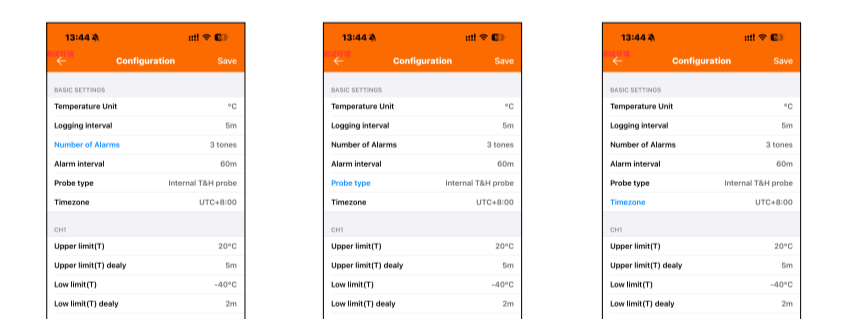 13:44
Configuration
Save
BASIC SETTINGS
Temperature Unit °C
Logging interval 5m
Number of Alarms 3 tones
Alarm interval 60m
Probe type Internal T&H probe
Timezone UTC+8:00
CH1
Upper limit(T) 20°C
Upper limit(T) dealy 5m
Low limit(T) -40°C
Low limit(T) dealy 2m
13:44
Configuration
Save
BASIC SETTINGS
Temperature Unit °C
Logging interval 5m
Number of Alarms 3 tones
Alarm interval 60m
Probe type Internal T&H probe
Timezone UTC+8:00
CH1
Upper limit(T) 20°C
Upper limit(T) dealy 5m
Low limit(T) -40°C
Low limit(T) dealy 2m
13:44
Configuration
Save
BASIC SETTINGS
Temperature Unit °C
Logging interval 5m
Number of Alarms 3 tones
Alarm interval 60m
Probe type Internal T&H probe
Timezone UTC+8:00
CH1
Upper limit(T) 20°C
Upper limit(T) dealy 5m
Low limit(T) -40°C
Low limit(T) dealy 2m